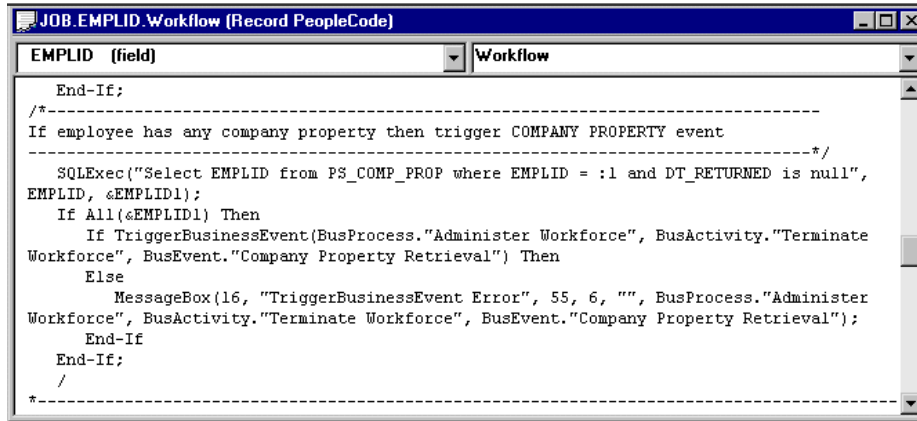 JOB.EMPLID.Workflow (Record PeopleCode)
EMPLID (field) Workflow
End-If;
/*-----------------------------------------------------------------------------
If employee has any company property then trigger COMPANY PROPERTY event
------------------------------------------------------------------------------*/
SQLExec("Select EMPLID from PS_COMP_PROP where EMPLID = :1 and DT_RETURNED is null",
EMPLID, &EMPLID1);
If All(&EMPLID1) Then
If TriggerBusinessEvent(BusProcess."Administer Workforce", BusActivity."Terminate
Workforce", BusEvent."Company Property Retrieval") Then
Else
MessageBox(16, "TriggerBusinessEvent Error", 55, 6, "", BusProcess."Administer
Workforce", BusActivity."Terminate Workforce", BusEvent."Company Property Retrieval");
End-If
End-If;
/
*--------------------------------------------------------------------------------------